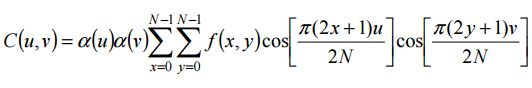 C(u,v) = α(u)α(v) ∑_{x=0}^{N−1} ∑_{y=0}^{N−1} f(x,y) cos[π(2x+1)u / 2N] cos[π(2y+1)v / 2N]